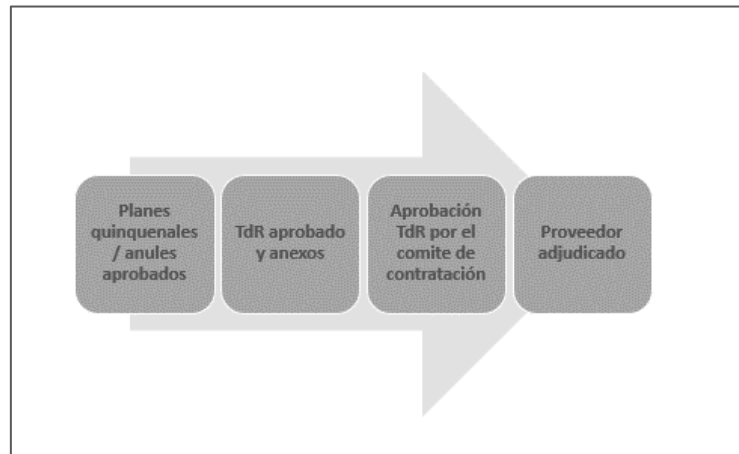 Planes
quinquenales
/ anules
aprobados
TdR aprobado
y anexos
Aprobación
TdR por el
comite de
contratación
Proveedor
adjudicado